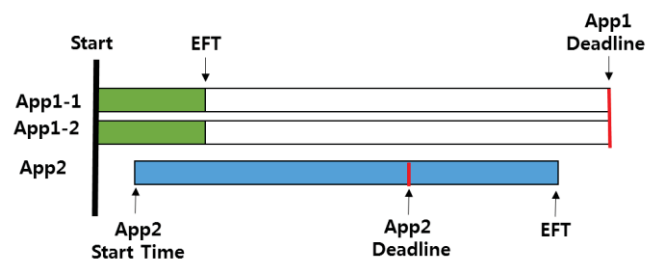 App1
Start EFT Deadline
App1-1
App1-2
App2
App2 App2 EFT
Start Time Deadline